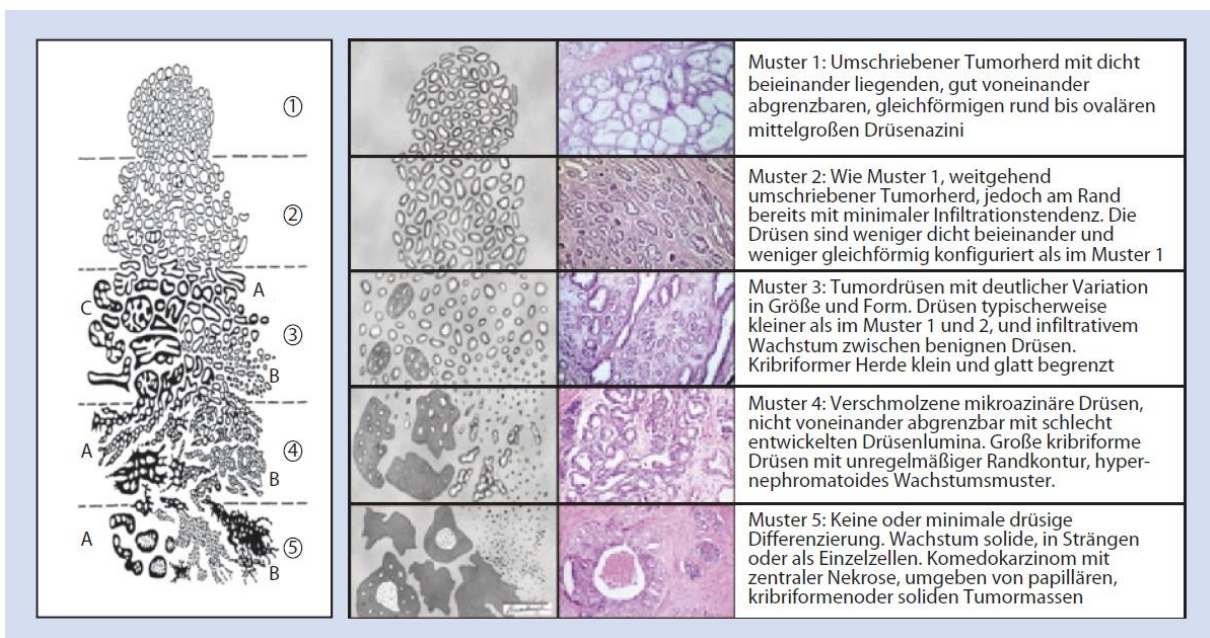 ①
②
A
C
③
B
A
④
B
A
⑤
B
Muster 1: Umschriebener Tumorherd mit dicht
beieinander liegenden, gut voneinander
abgrenzbaren, gleichförmigen rund bis ovalären
mittelgroßen Drüsenazini
Muster 2: Wie Muster 1, weitgehend
umschriebener Tumorherd, jedoch am Rand
bereits mit minimaler Infiltrationstendenz. Die
Drüsen sind weniger dicht beieinander und
weniger gleichförmig konfiguriert als im Muster 1
Muster 3: Tumordrüsen mit deutlicher Variation
in Größe und Form. Drüsen typischerweise
kleiner als im Muster 1 und 2, und infiltrativem
Wachstum zwischen benignen Drüsen.
Kribriformer Herde klein und glatt begrenzt
Muster 4: Verschmolzene mikroazinäre Drüsen,
nicht voneinander abgrenzbar mit schlecht
entwickelten Drüsenlumina. Große kribriforme
Drüsen mit unregelmäßiger Randkontur, hyper-
nephromatoides Wachstumsmuster.
Muster 5: Keine oder minimale drüsige
Differenzierung. Wachstum solide, in Strängen
oder als Einzelzellen. Komedokarzinom mit
zentraler Nekrose, umgeben von papillären,
kribriformenoder soliden Tumormassen